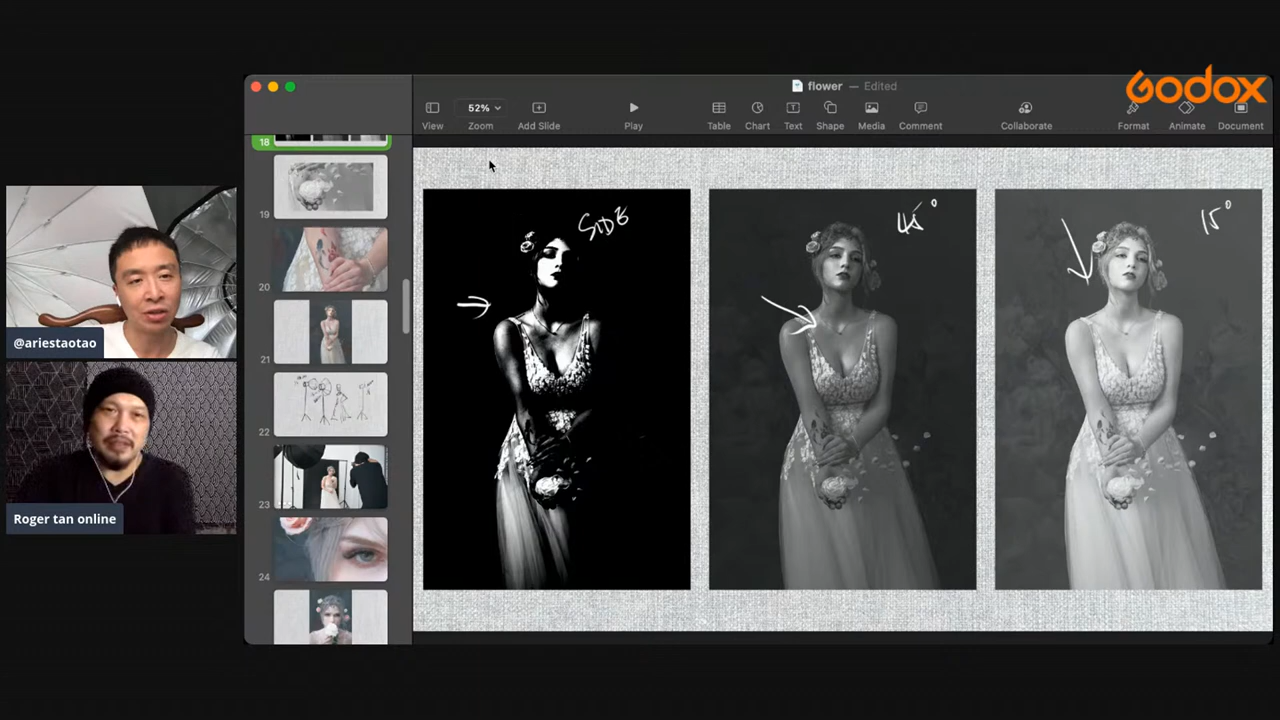 GODOX
flower — Edited
52%
View
Zoom
Add Slide
Play
Table
Chart
Text
Shape
Media
Comment
Collaborate
Format
Animate
Document
18
19
20
21
22
23
24
@ariestaotao
Roger tan online
SIDE
45°
15°